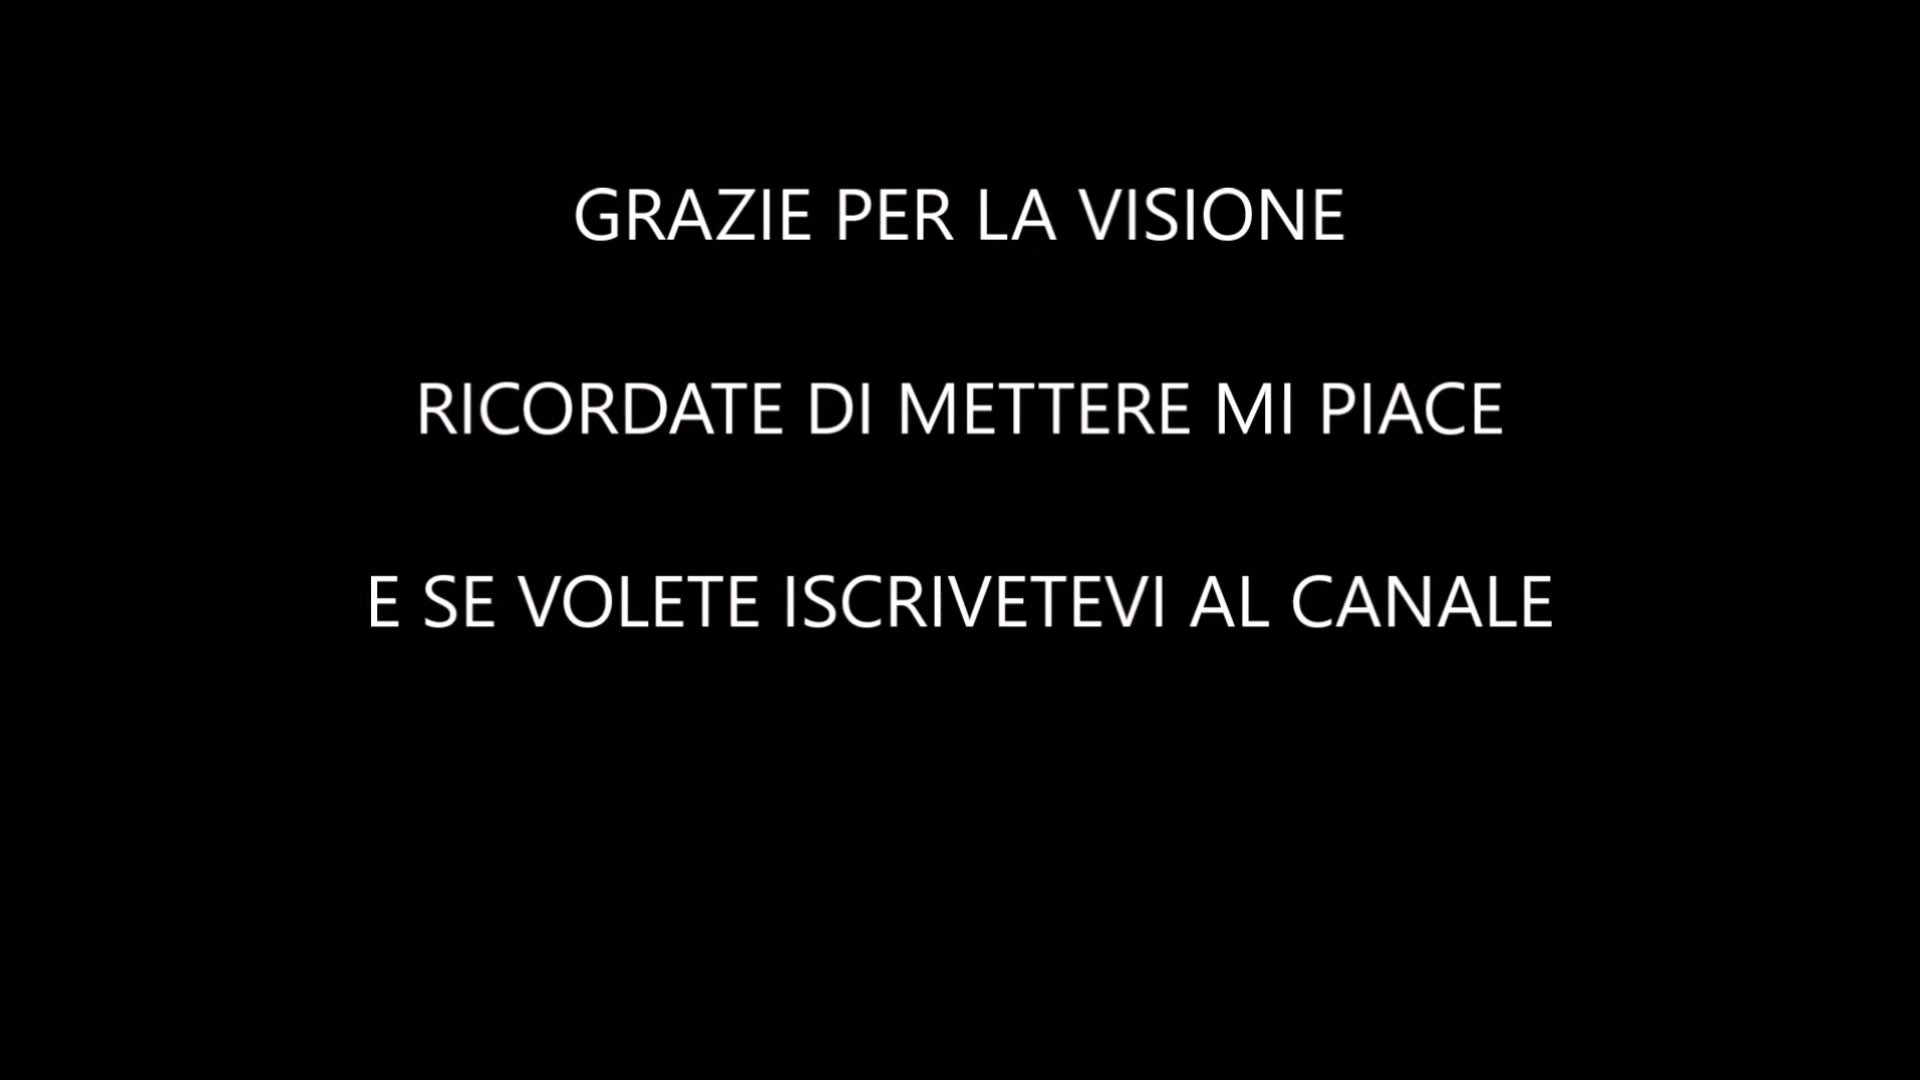 GRAZIE PER LA VISIONE
RICORDATE DI METTERE MI PIACE
E SE VOLETE ISCRIVETEVI AL CANALE